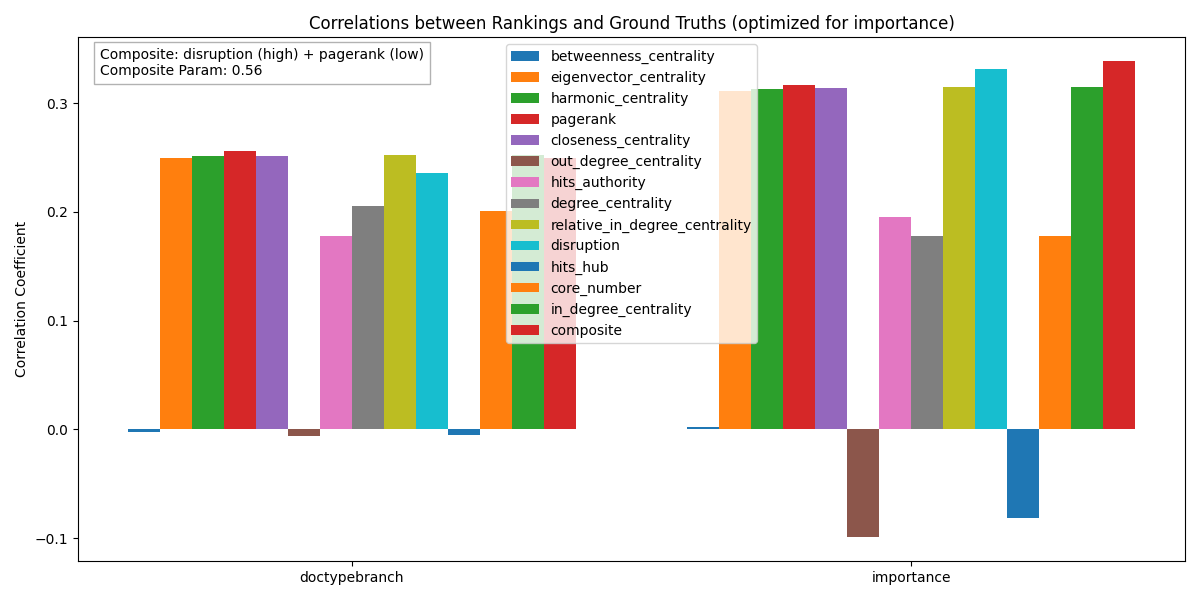 Correlations between Rankings and Ground Truths (optimized for importance)
Composite: disruption (high) + pagerank (low)
Composite Param: 0.56
betweenness_centrality
eigenvector_centrality
harmonic_centrality
pagerank
closeness_centrality
out_degree_centrality
hits_authority
degree_centrality
relative_in_degree_centrality
disruption
hits_hub
core_number
in_degree_centrality
composite
Correlation Coefficient
0.3
0.2
0.1
0.0
−0.1
doctypebranch
importance